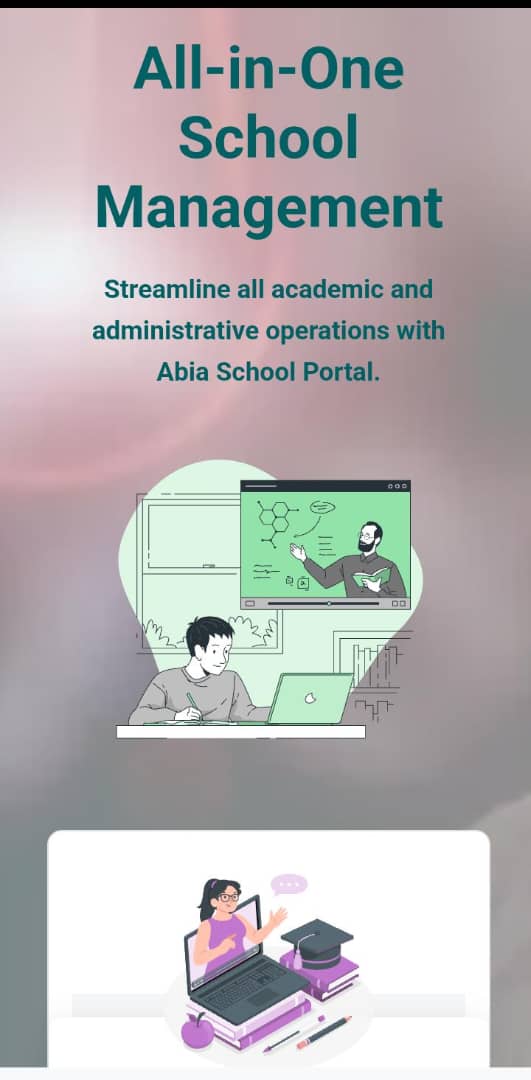 All-in-One
School
Management
Streamline all academic and
administrative operations with
Abia School Portal.